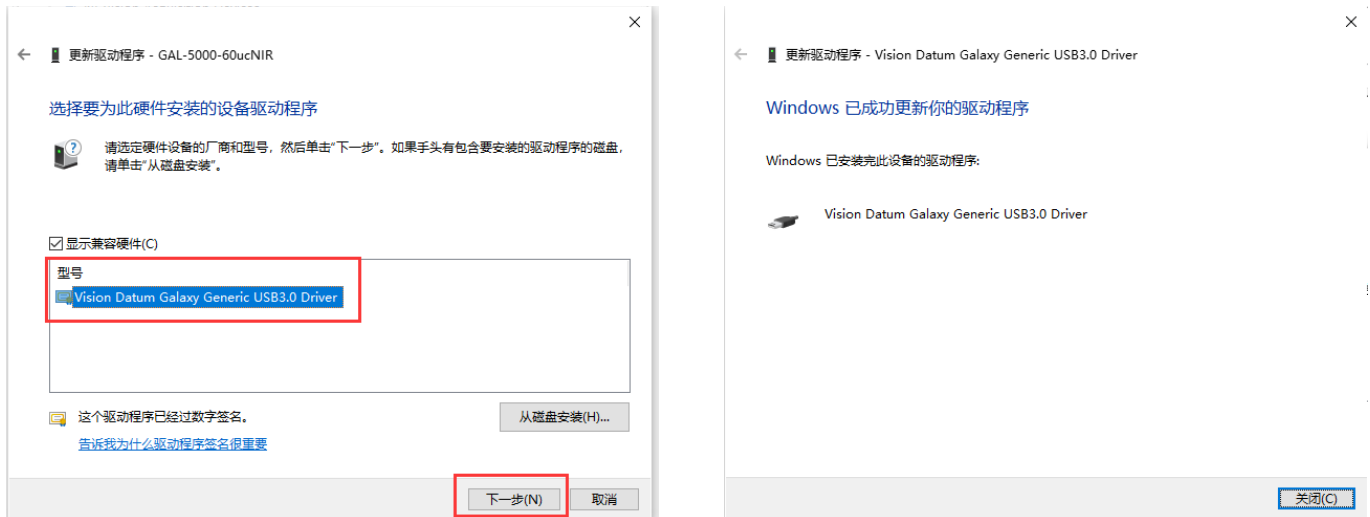 更新驱动程序 - GAL-5000-60ucNIR
选择要为此硬件安装的设备驱动程序
请选定硬件设备的厂商和型号，然后单击“下一步”。如果手头有包含要安装的驱动程序的磁盘，
请单击“从磁盘安装”。
显示兼容硬件(C)
型号
Vision Datum Galaxy Generic USB3.0 Driver
这个驱动程序已经过数字签名。
从磁盘安装(H)...
告诉我为什么驱动程序签名很重要
下一步(N)
取消
更新驱动程序 - Vision Datum Galaxy Generic USB3.0 Driver
Windows 已成功更新你的驱动程序
Windows 已安装完此设备的驱动程序:
Vision Datum Galaxy Generic USB3.0 Driver
关闭(C)